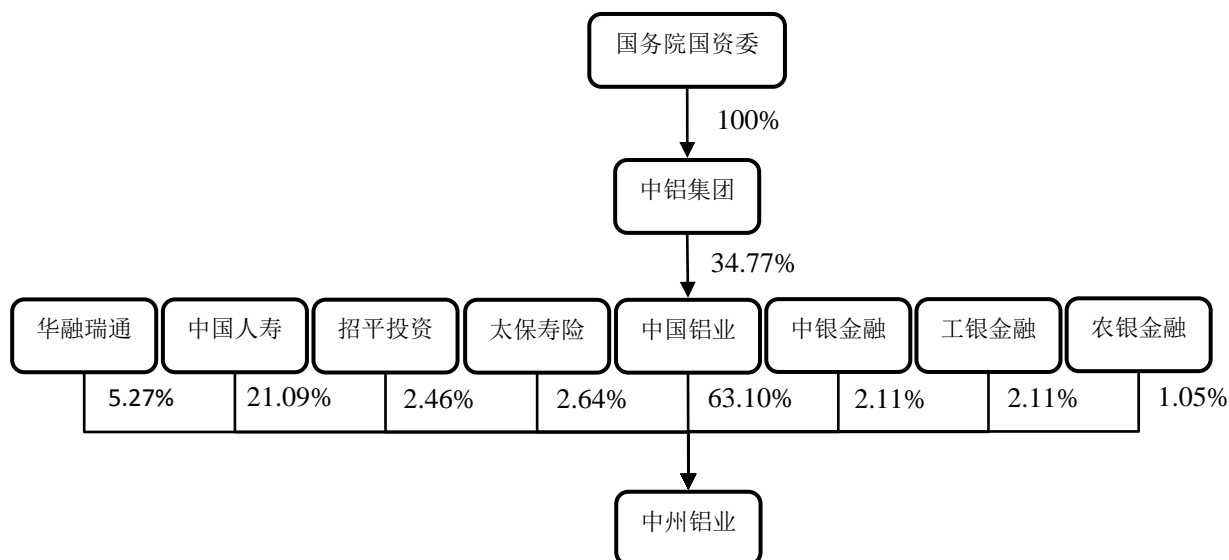 国务院国资委
100%
中铝集团
34.77%
华融瑞通 中国人寿 招平投资 太保寿险 中国铝业 中银金融 工银金融 农银金融
5.27% 21.09% 2.46% 2.64% 63.10% 2.11% 2.11% 1.05%
中州铝业